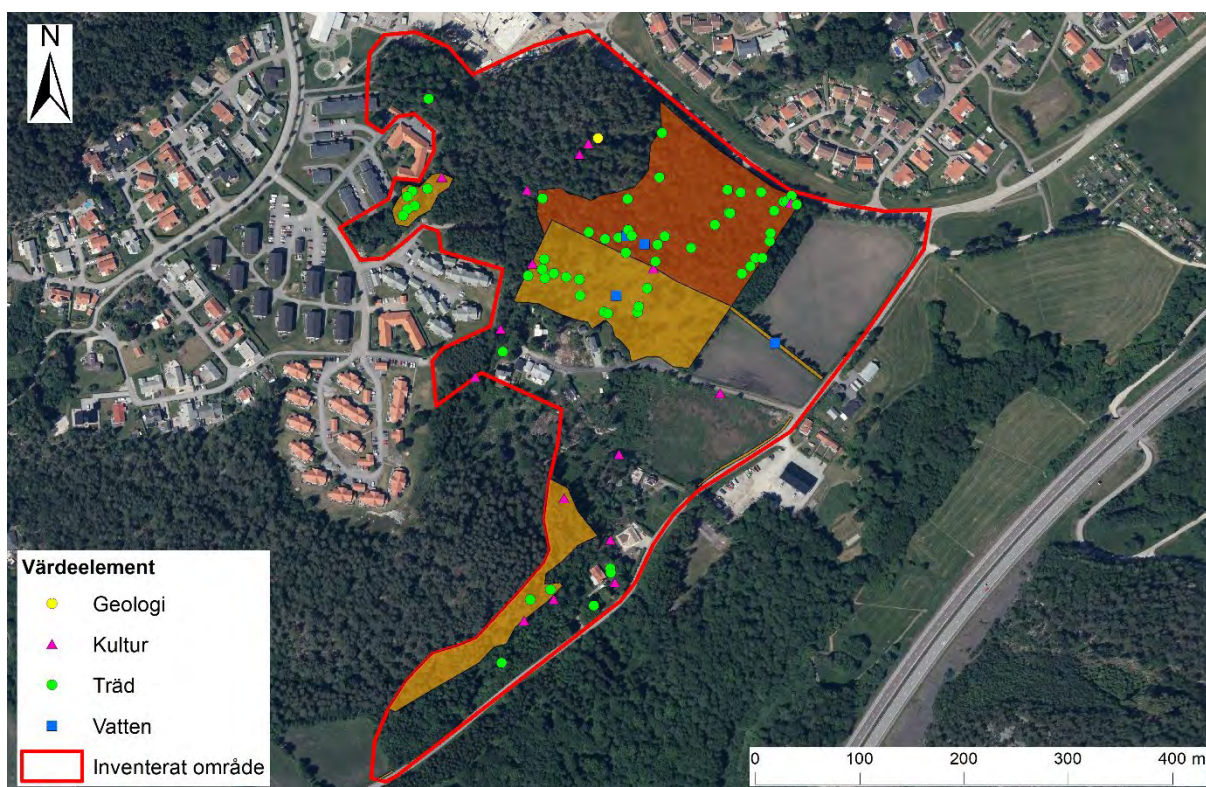 N
Värdeelement
Geologi
Kultur
Träd
Vatten
Inventerat område
0 100 200 300 400 m